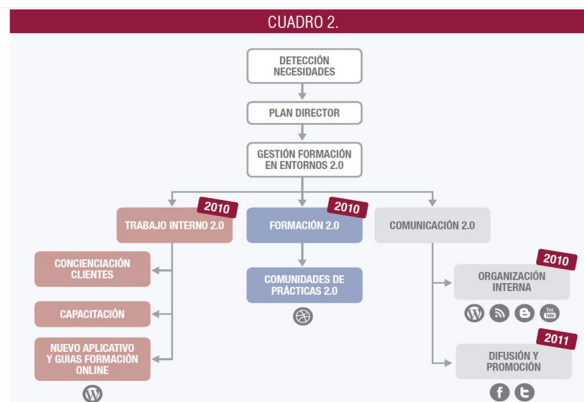 CUADRO 2.
DETECCIÓN
NECESIDADES
PLAN DIRECTOR
GESTIÓN FORMACIÓN
EN ENTORNOS 2.0
2010
TRABAJO INTERNO 2.0
2010
FORMACIÓN 2.0
COMUNICACIÓN 2.0
CONCIENCIACIÓN
CLIENTES
CAPACITACIÓN
NUEVO APLICATIVO
Y GUIAS FORMACIÓN
ONLINE
COMUNIDADES DE
PRÁCTICAS 2.0
2010
ORGANIZACIÓN
INTERNA
You Tube
2011
DIFUSIÓN Y
PROMOCIÓN